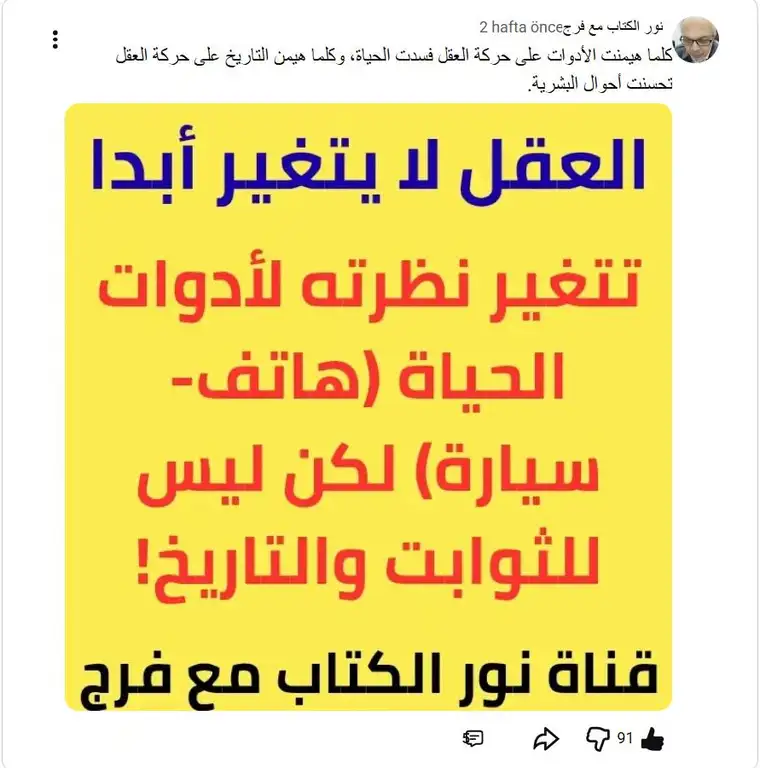 نور الكتاب مع فرج2 hafta önce
كلما هيمنت الأدوات على حركة العقل فسدت الحياة، وكلما هيمن التاريخ على حركة العقل
تحسنت أحوال البشرية.
العقل لا يتغير أبدا
تتغير نظرته لأدوات
الحياة (هاتف-
سيارة) لكن ليس
للثوابت والتاريخ!
قناة نور الكتاب مع فرج
91